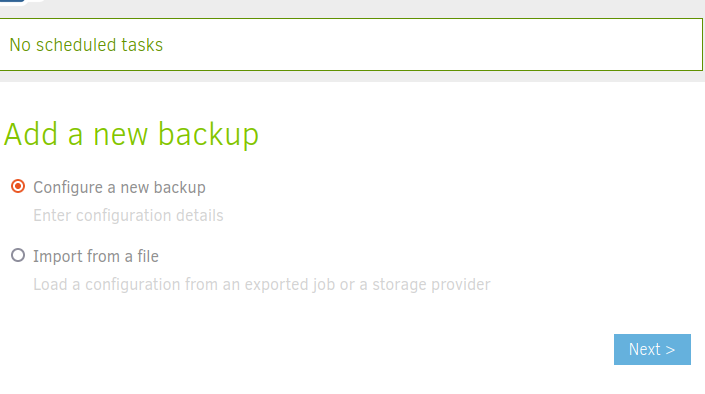 No scheduled tasks
Add a new backup
Configure a new backup
Enter configuration details
Import from a file
Load a configuration from an exported job or a storage provider
Next >